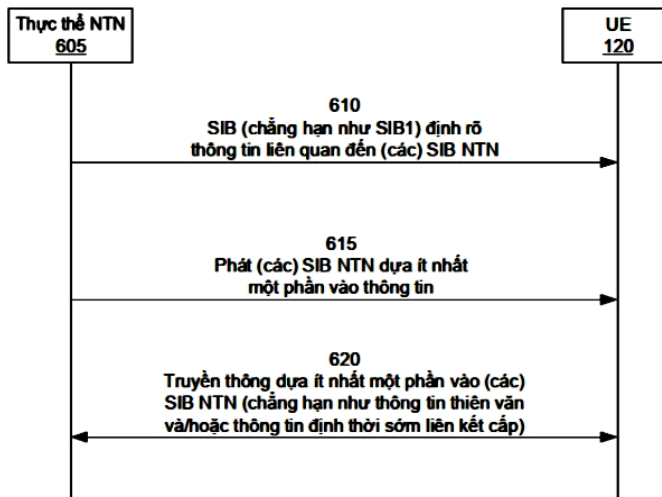 Thực thể NTN
605
UE
120
610
SIB (chẳng hạn như SIB1) định rõ
thông tin liên quan đến (các) SIB NTN
615
Phát (các) SIB NTN dựa ít nhất
một phần vào thông tin
620
Truyền thông dựa ít nhất một phần vào (các)
SIB NTN (chẳng hạn như thông tin thiên văn
và/hoặc thông tin định thời sớm liên kết cấp)